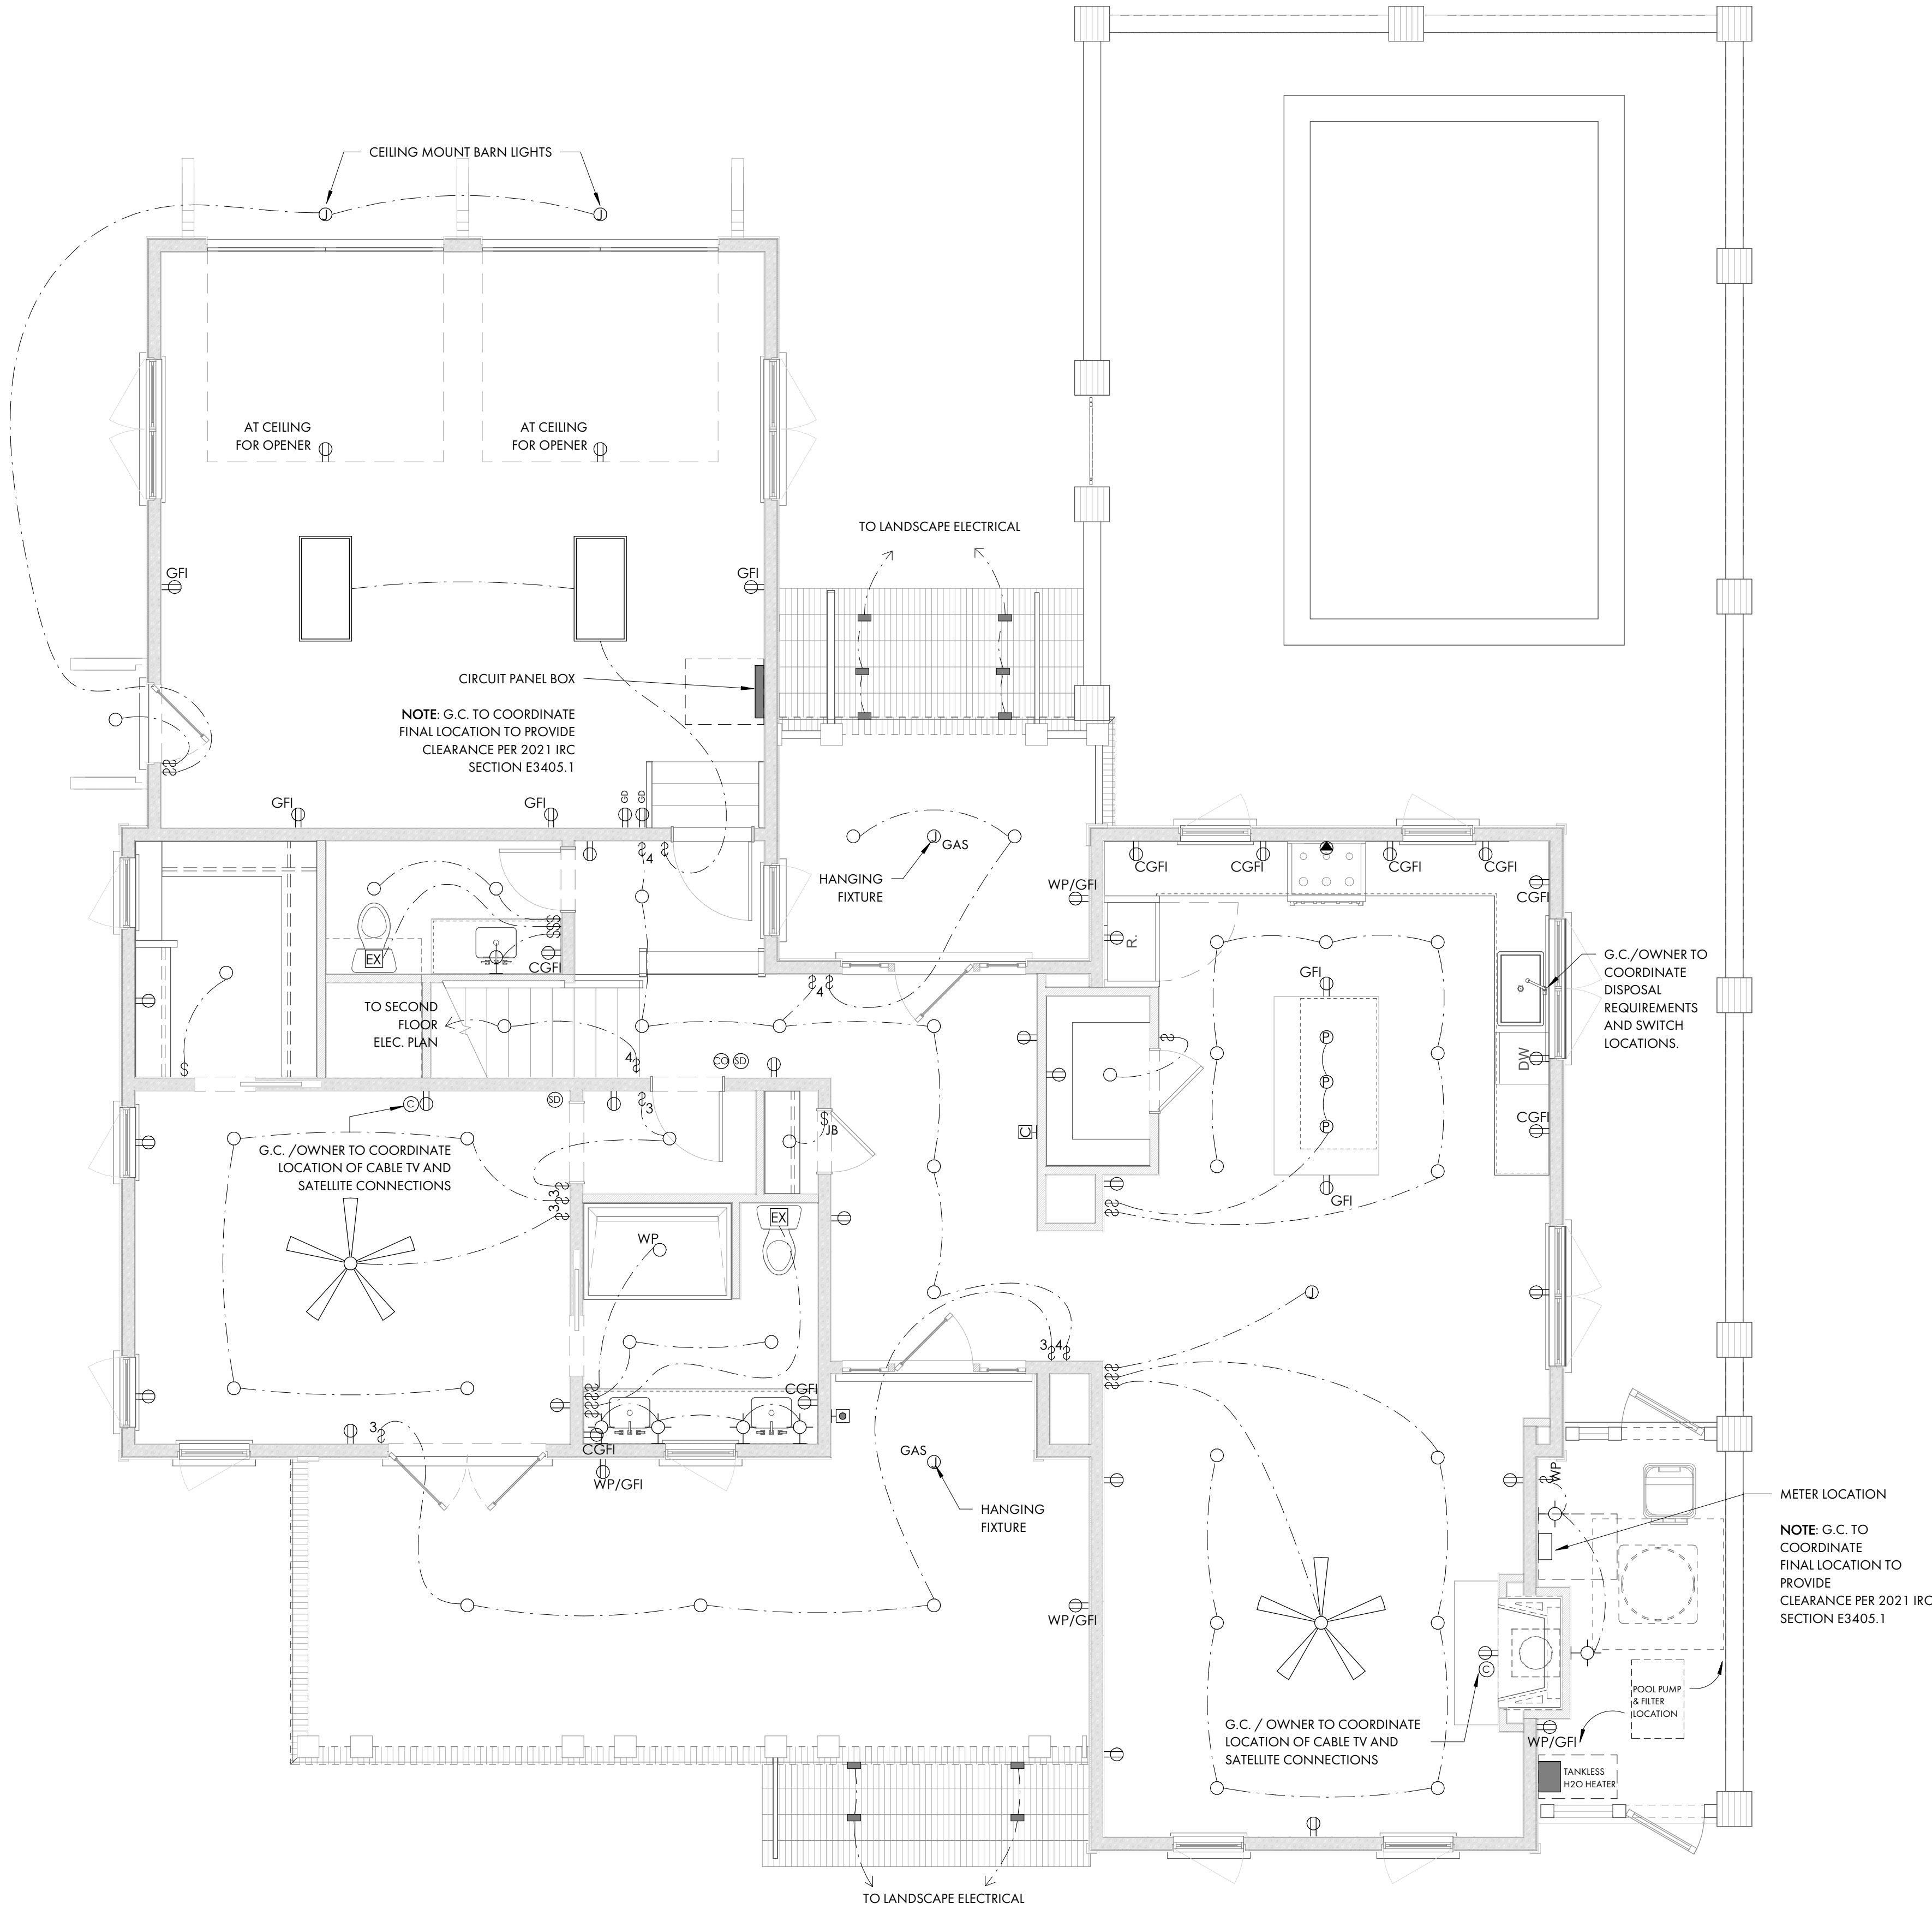 CEILING MOUNT BARN LIGHTS
J
J
AT CEILING
FOR OPENER
AT CEILING
FOR OPENER
TO LANDSCAPE ELECTRICAL
GFI
GFI
CIRCUIT PANEL BOX
NOTE: G.C. TO COORDINATE
FINAL LOCATION TO PROVIDE
CLEARANCE PER 2021 IRC
SECTION E3405.1
$$
GFI
GFI
GD
GD
$4
$
J GAS
HANGING
FIXTURE
WP/GFI
CGFI
CGFI
CGFI
CGFI
CGFI
R.
$$$
EX
CGFI
$4$
G.C./OWNER TO
COORDINATE
DISPOSAL
REQUIREMENTS
AND SWITCH
LOCATIONS.
GFI
TO SECOND
FLOOR
ELEC. PLAN
4$
$
CO SD
$
P
P
P
DW
CGFI
GFI
C
SD
$3
$
JB
C
G.C. /OWNER TO COORDINATE
LOCATION OF CABLE TV AND
SATELLITE CONNECTIONS
$3
$3
$
$$
WP
EX
J
3$
4$
$$$
$$$$
CGFI
CGFI
3$
WP/GFI
GAS
J
HANGING
FIXTURE
$
WP
METER LOCATION
NOTE: G.C. TO
COORDINATE
FINAL LOCATION TO
PROVIDE
CLEARANCE PER 2021 IRC
SECTION E3405.1
WP/GFI
C
G.C. / OWNER TO COORDINATE
LOCATION OF CABLE TV AND
SATELLITE CONNECTIONS
POOL PUMP
& FILTER
LOCATION
WP/GFI
TANKLESS
H2O HEATER
TO LANDSCAPE ELECTRICAL